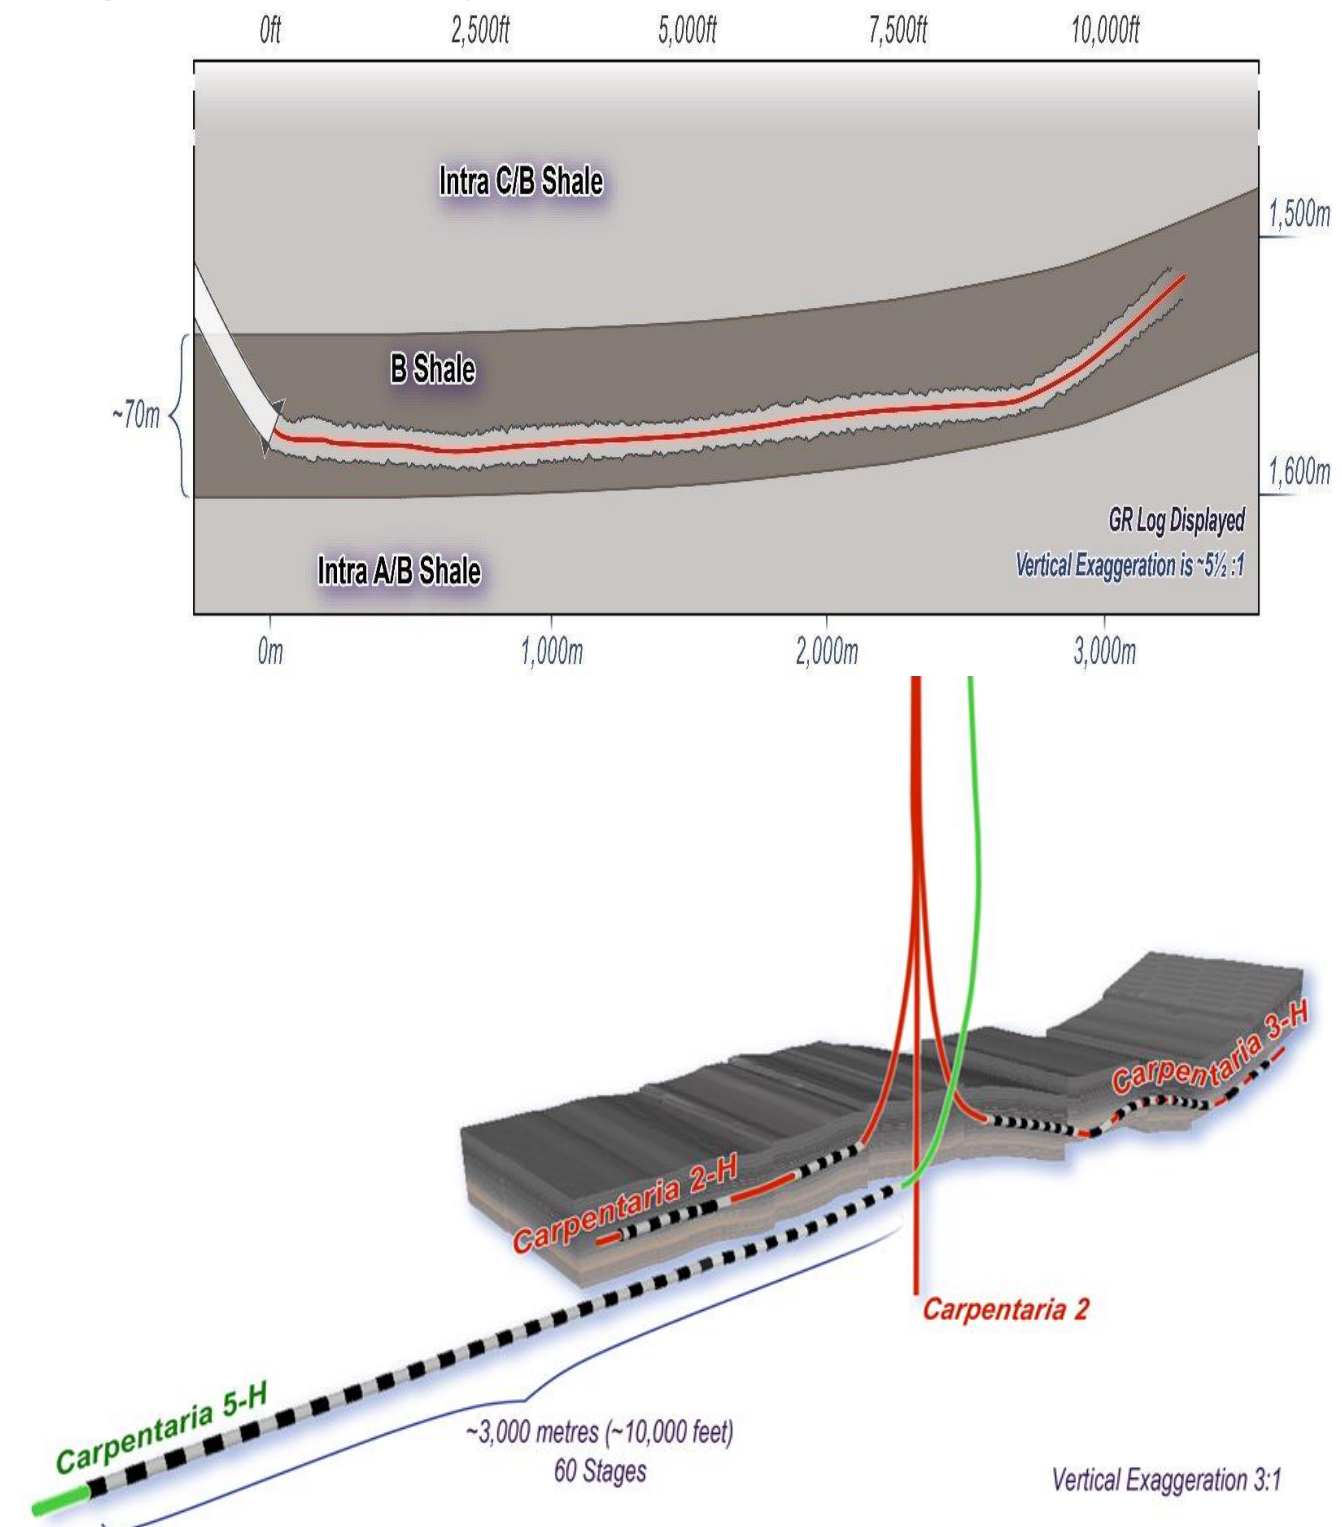 0ft 2,500ft 5,000ft 7,500ft 10,000ft
Intra C/B Shale
1,500m
B Shale
~70m
1,600m
GR Log Displayed
Vertical Exaggeration is ~5½ :1
Intra A/B Shale
0m 1,000m 2,000m 3,000m
Carpentaria 3-H
Carpentaria 2-H
Carpentaria 2
Carpentaria 5-H
~3,000 metres (~10,000 feet)
60 Stages
Vertical Exaggeration 3:1